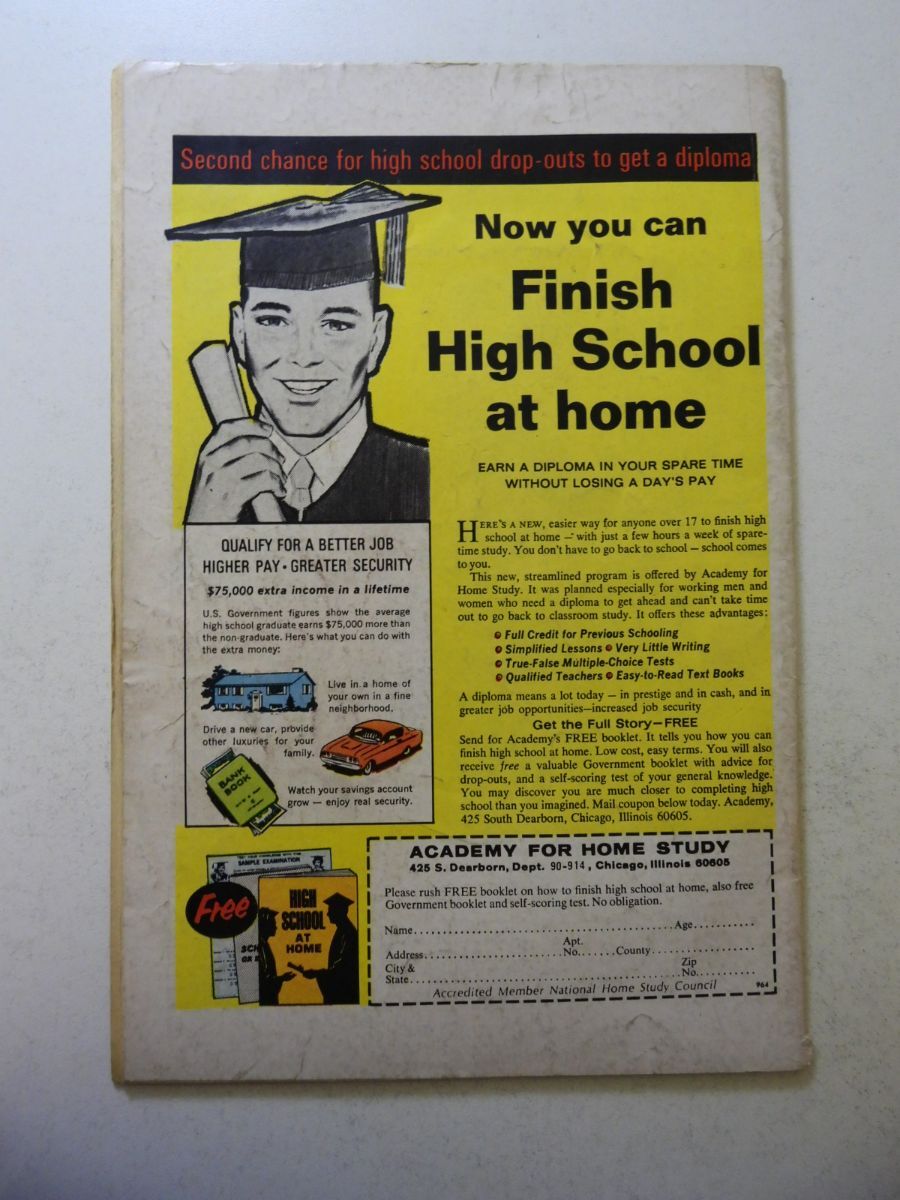 Second chance for high school drop-outs to get a diploma
Now you can
Finish
High School
at home
EARN A DIPLOMA IN YOUR SPARE TIME
WITHOUT LOSING A DAY'S PAY
HERE'S A NEW, easier way for anyone over 17 to finish high
school at home — with just a few hours a week of spare-
time study. You don't have to go back to school — school comes
to you.
This new, streamlined program is offered by Academy for
Home Study. It was planned especially for working men and
women who need a diploma to get ahead and can't take time
out to go back to classroom study. It offers these advantages:
• Full Credit for Previous Schooling
• Simplified Lessons • Very Little Writing
• True-False Multiple-Choice Tests
• Qualified Teachers • Easy-to-Read Text Books
A diploma means a lot today — in prestige and in cash, and in
greater job opportunities—increased job security
Get the Full Story—FREE
Send for Academy's FREE booklet. It tells you how you can
finish high school at home. Low cost, easy terms. You will also
receive free a valuable Government booklet with advice for
drop-outs, and a self-scoring test of your general knowledge.
You may discover you are much closer to completing high
school than you imagined. Mail coupon below today. Academy,
425 South Dearborn, Chicago, Illinois 60605.
QUALIFY FOR A BETTER JOB
HIGHER PAY • GREATER SECURITY
$75,000 extra income in a lifetime
U.S. Government figures show the average
high school graduate earns $75,000 more than
the non-graduate. Here's what you can do with
the extra money:
Live in a home of
your own in a fine
neighborhood.
Drive a new car, provide
other luxuries for your
family.
BANK
BOOK
Watch your savings account
grow — enjoy real security.
SAMPLE EXAMINATION
Free
HIGH
SCHOOL
AT
HOME
ACADEMY FOR HOME STUDY
425 S. Dearborn, Dept. 90-914, Chicago, Illinois 60605
Please rush FREE booklet on how to finish high school at home, also free
Government booklet and self-scoring test. No obligation.
Name Age
Address Apt. No. County
City & State Zip No.
Accredited Member National Home Study Council 964